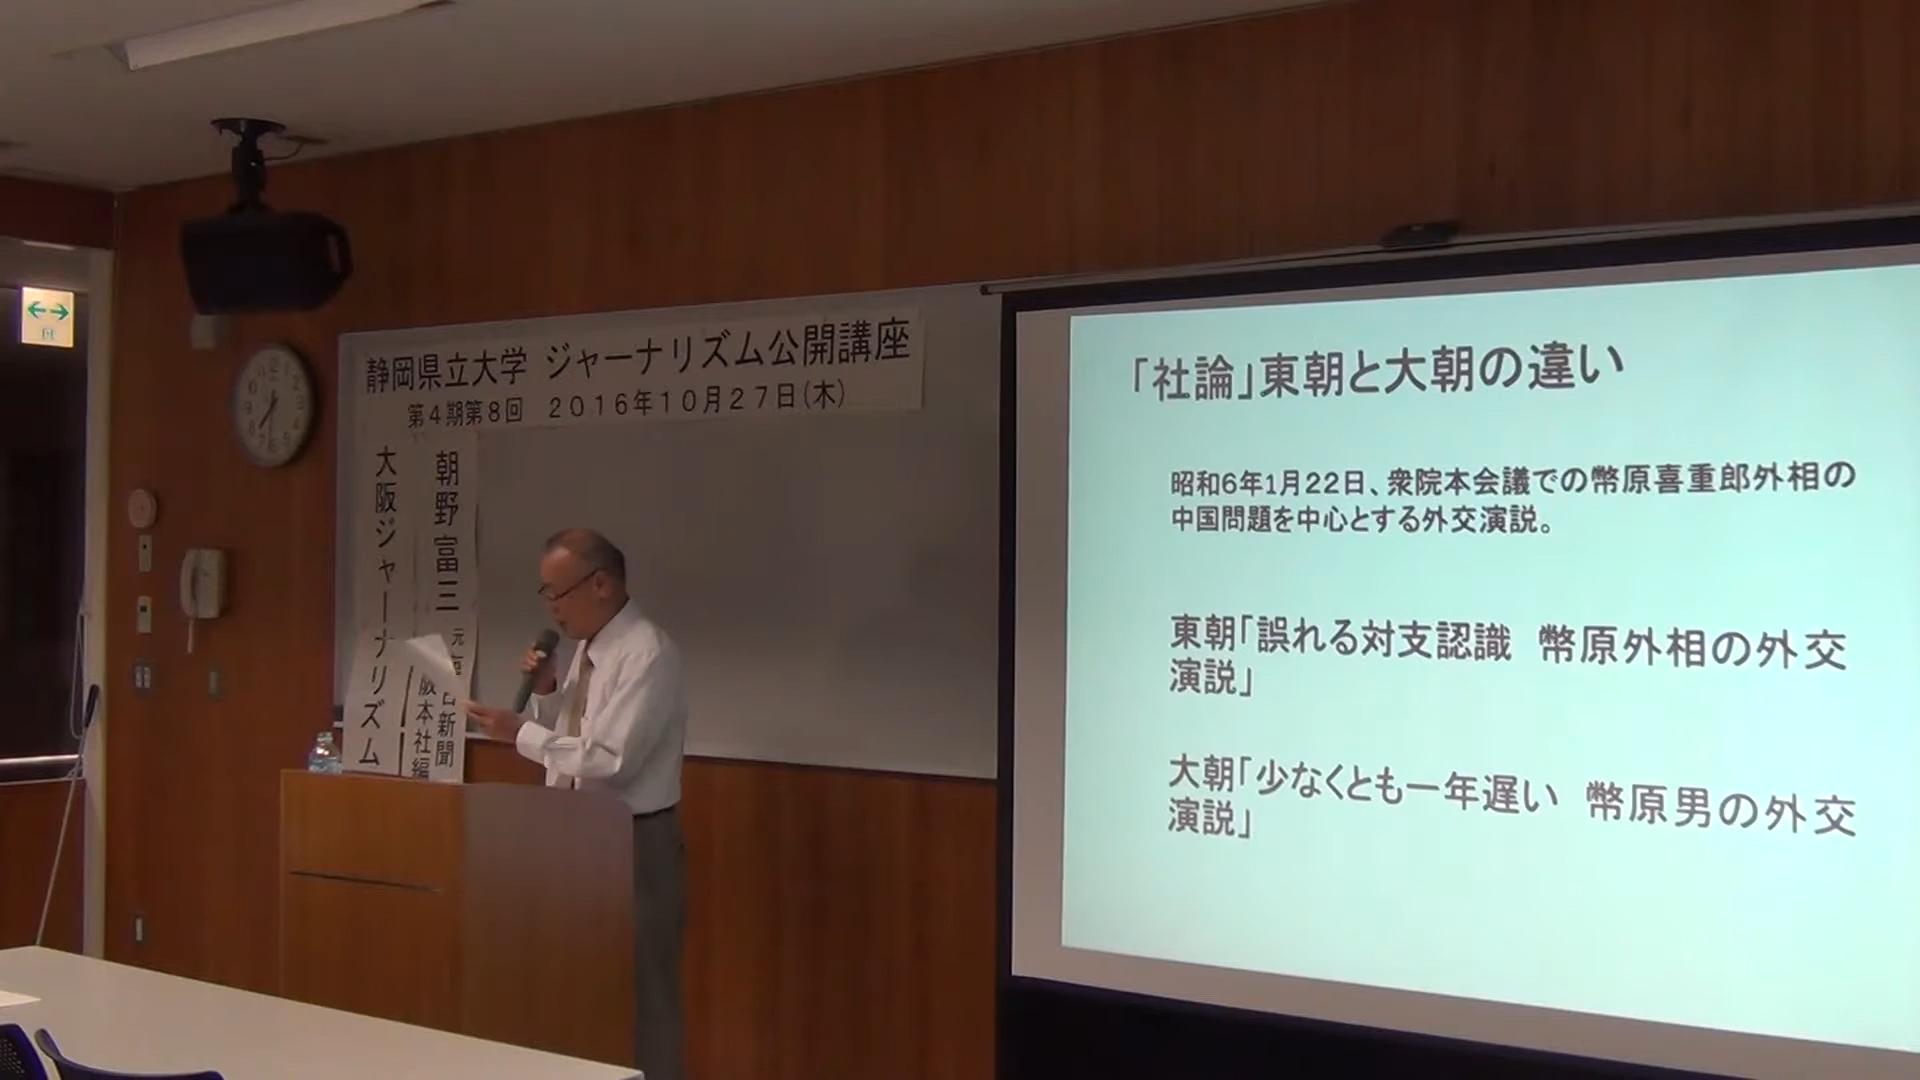 静岡県立大学 ジャーナリズム公開講座
第4期第8回 2016年10月27日(木)
朝野富三
元
聞新聞
阪本社編
大阪ジャーナリズム
「社論」東朝と大朝の違い
昭和6年1月22日、衆院本会議での幣原喜重郎外相の
中国問題を中心とする外交演説。
東朝「誤れる対支認識 幣原外相の外交
演説」
大朝「少なくとも一年遅い 幣原男の外交
演説」